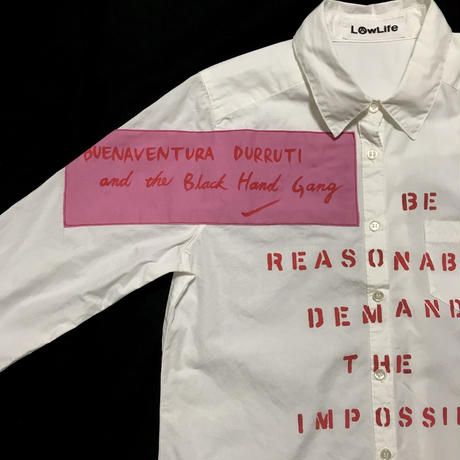 LowLife
BUENAVENTURA DURRUTI
and the Black Hand Gang
BE
REASONAB
DEMAND
THE
IMPOSSI